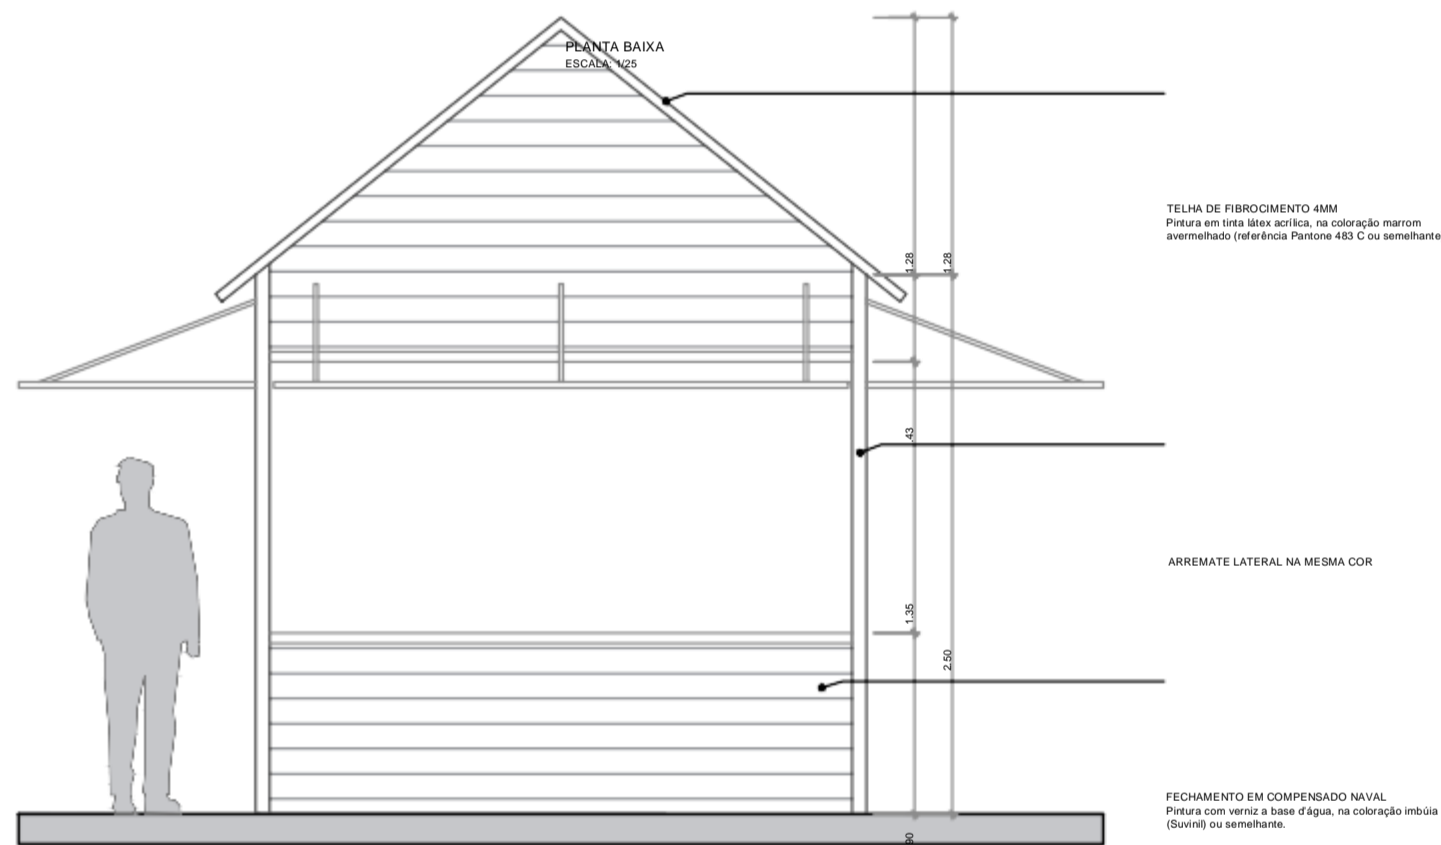 PLANTA BAIXA
ESCALA: 1/25
TELHA DE FIBROCIMENTO 4MM
Pintura em tinta látex acrílica, na coloração marrom
avermelhado (referência Pantone 483 C ou semelhante
1.28
1.28
.43
ARREMATE LATERAL NA MESMA COR
1.35
2.50
FECHAMENTO EM COMPENSADO NAVAL
Pintura com verniz a base d'água, na coloração imbúia
(Suvinil) ou semelhante.